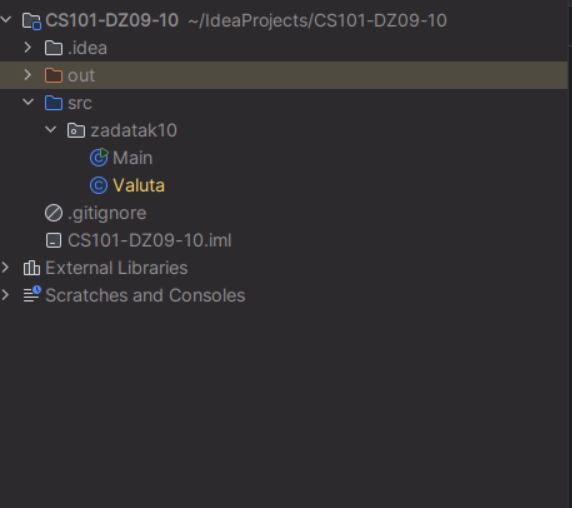 CS101-DZ09-10 ~/IdeaProjects/CS101-DZ09-10
.idea
out
src
zadatak10
Main
Valuta
.gitignore
CS101-DZ09-10.iml
External Libraries
Scratches and Consoles